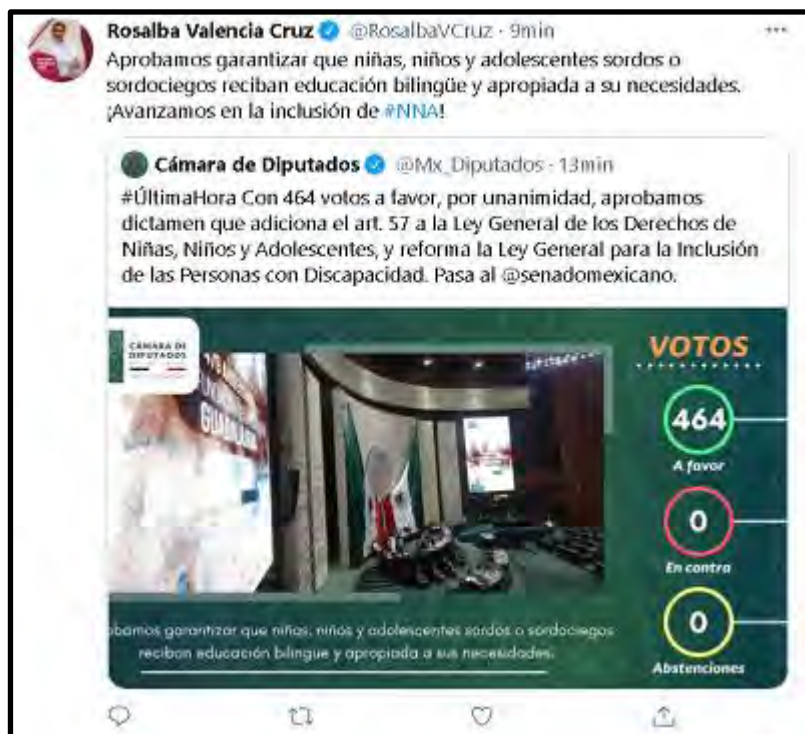 Rosalba Valencia Cruz @RosalbaVCruz · 9min
Aprobamos garantizar que niñas, niños y adolescentes sordos o
sordociegos reciban educación bilingüe y apropiada a su necesidades.
¡Avanzamos en la inclusión de #NNA!
Cámara de Diputados @Mx_Diputados · 13min
#ÚltimaHora Con 464 votos a favor, por unanimidad, aprobamos
dictamen que adiciona el art. 57 a la Ley General de los Derechos de
Niñas, Niños y Adolescentes, y reforma la Ley General para la Inclusión
de las Personas con Discapacidad. Pasa al @senadomexicano.
CÁMARA DE
DIPUTADOS
VOTOS
464
A favor
0
En contra
0
Abstenciones
obamos garantizar que niñas, niños y adolescentes sordos o sordociegos
reciban educación bilingue y apropiada a sus necesidades.